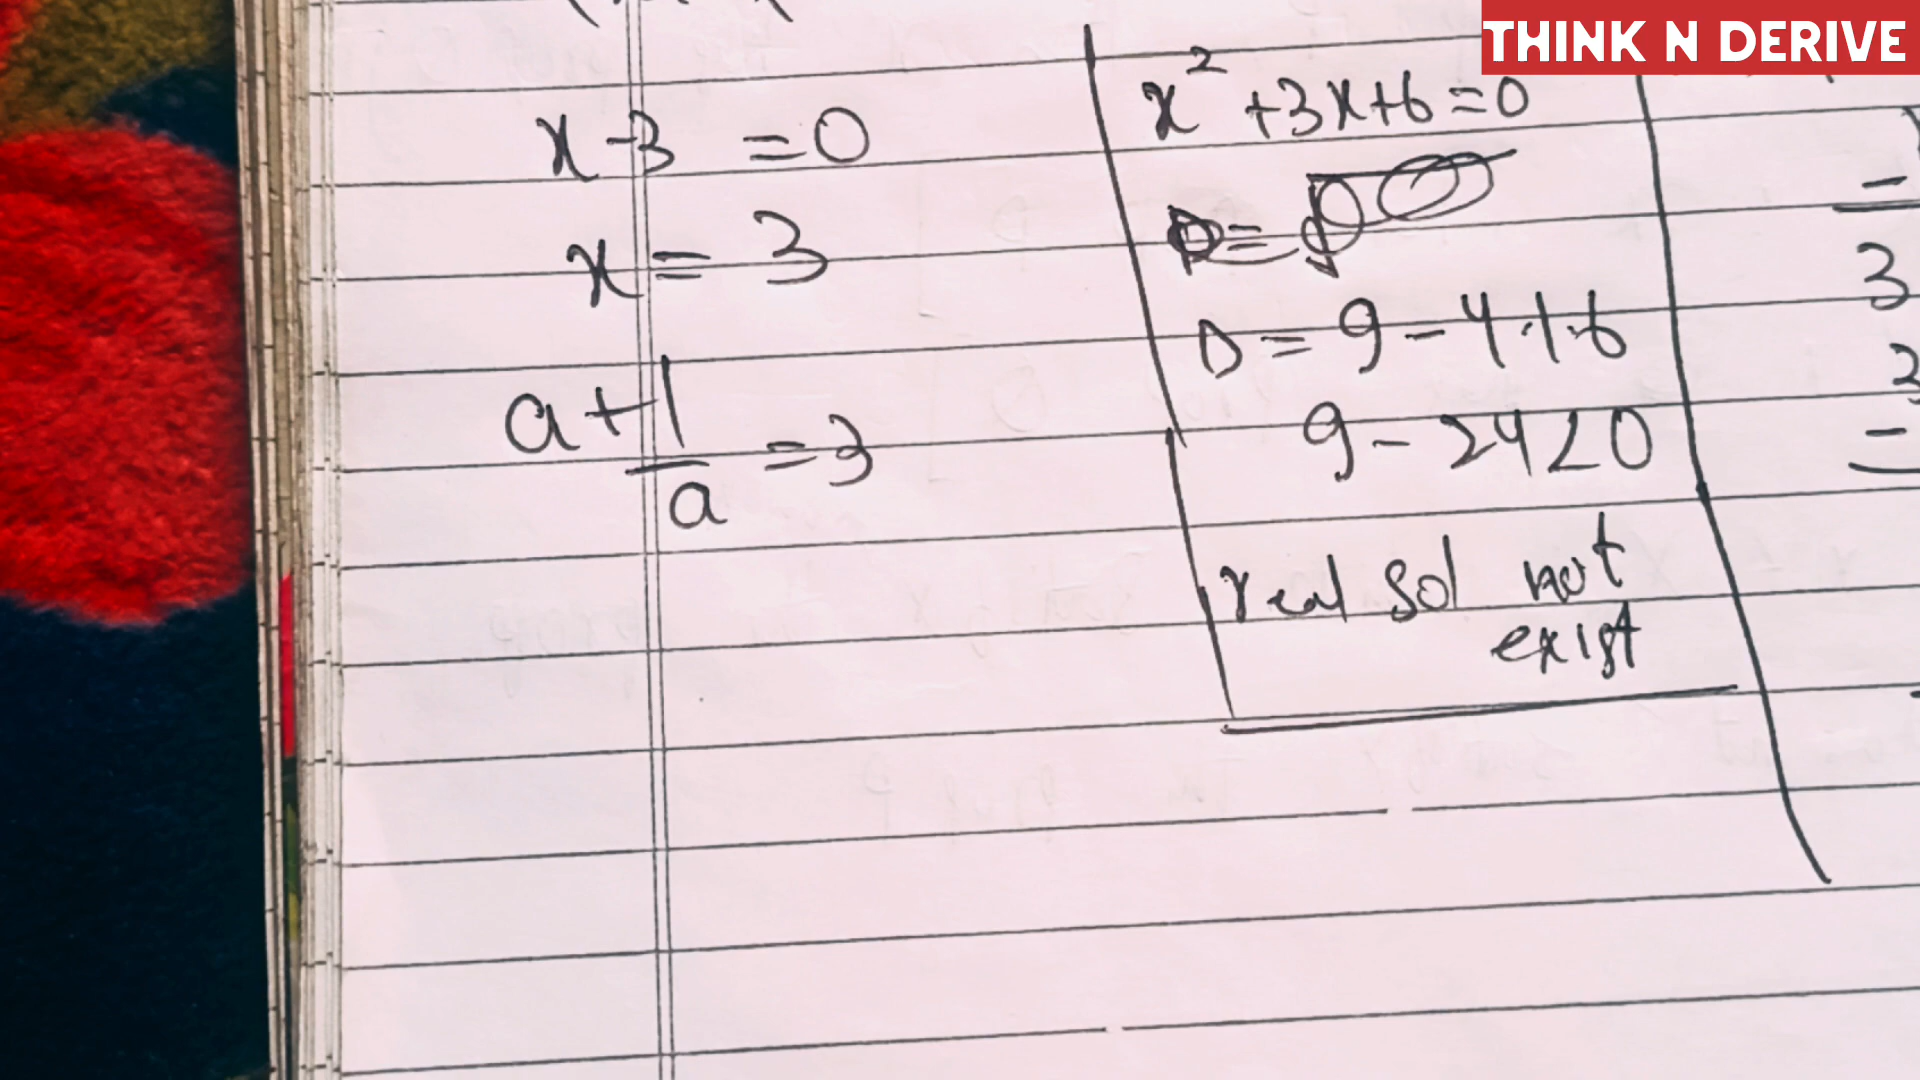 THINK N DERIVE
x-3 =0
x = 3
a+1/a =3
x² +3x+6=0
D = 9-4·1·6
9-24<0
real sol not
exist
=
3
=